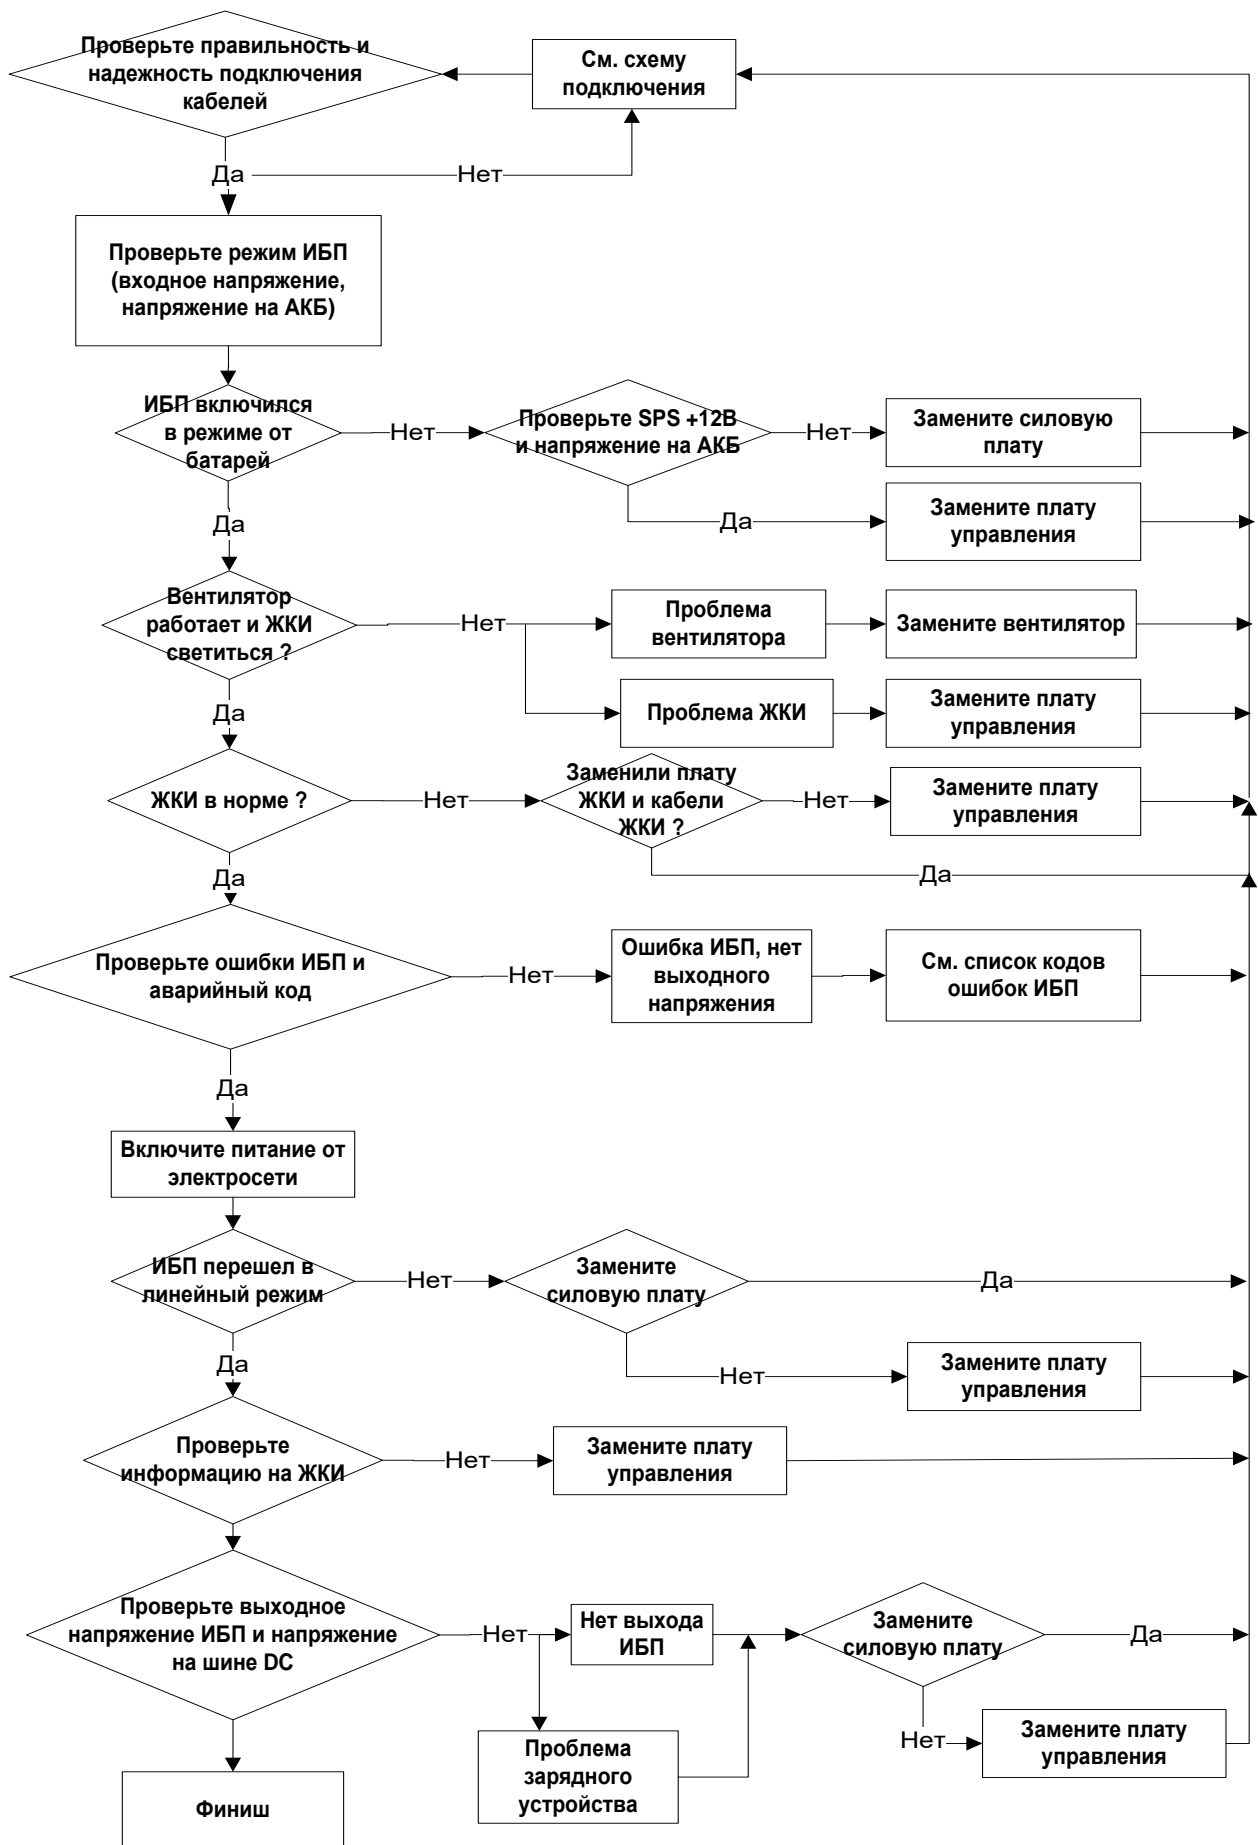 Проверьте правильность и
надежность подключения
кабелей
См. схему
подключения
Да
Нет
Проверьте режим ИБП
(входное напряжение,
напряжение на АКБ)
ИБП включился
в режиме от
батарей
Нет
Проверьте SPS +12В
и напряжение на АКБ
Нет
Замените силовую
плату
Да
Да
Замените плату
управления
Вентилятор
работает и ЖКИ
светиться ?
Нет
Проблема
вентилятора
Замените вентилятор
Да
Проблема ЖКИ
Замените плату
управления
ЖКИ в норме ?
Нет
Заменили плату
ЖКИ и кабели
ЖКИ ?
Нет
Замените плату
управления
Да
Да
Проверьте ошибки ИБП и
аварийный код
Нет
Ошибка ИБП, нет
выходного
напряжения
См. список кодов
ошибок ИБП
Да
Включите питание от
электросети
ИБП перешел в
линейный режим
Нет
Замените
силовую плату
Да
Да
Нет
Замените плату
управления
Проверьте
информацию на ЖКИ
Нет
Замените плату
управления
Проверьте выходное
напряжение ИБП и напряжение
на шине DC
Нет
Нет выхода
ИБП
Замените
силовую плату
Да
Проблема
зарядного
устройства
Нет
Замените плату
управления
Финиш